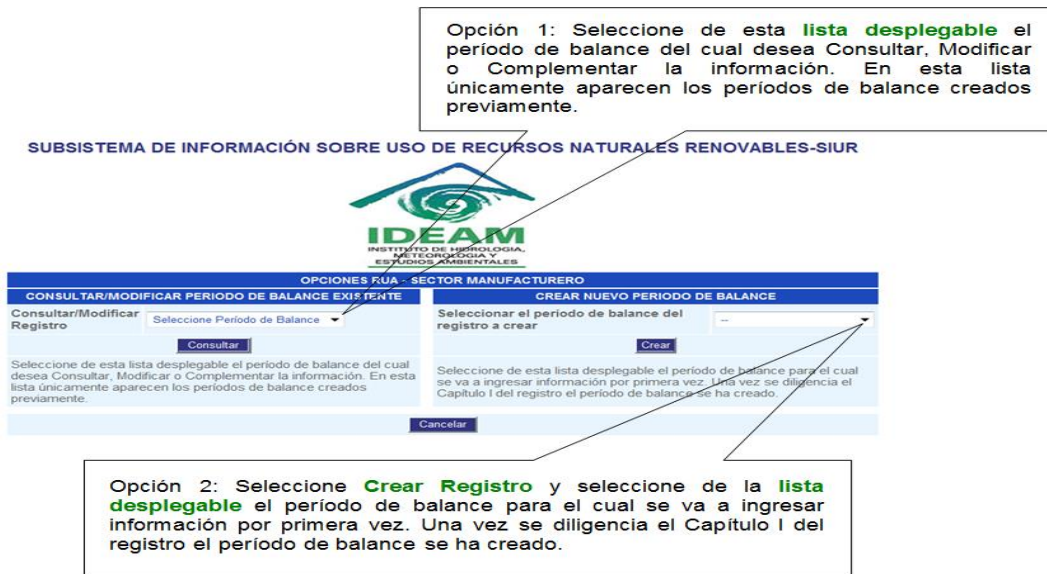 Opción 1: Seleccione de esta lista desplegable el
período de balance del cual desea Consultar, Modificar
o Complementar la información. En esta lista
únicamente aparecen los períodos de balance creados
previamente.
SUBSISTEMA DE INFORMACIÓN SOBRE USO DE RECURSOS NATURALES RENOVABLES-SIUR
IDEAM
INSTITUTO DE HIDROLOGIA,
METEOROLOGIA Y
ESTUDIOS AMBIENTALES
OPCIONES RUA - SECTOR MANUFACTURERO
CONSULTAR/MODIFICAR PERIODO DE BALANCE EXISTENTE
Consultar/Modificar
Registro
Seleccione Período de Balance
Consultar
Seleccione de esta lista desplegable el período de balance del cual
desea Consultar, Modificar o Complementar la información. En esta
lista únicamente aparecen los períodos de balance creados
previamente.
CREAR NUEVO PERIODO DE BALANCE
Seleccionar el período de balance del
registro a crear
--
Crear
Seleccione de esta lista desplegable el período de balance para el cual
se va a ingresar información por primera vez. Una vez se diligencia el
Capítulo I del registro el período de balance se ha creado.
Cancelar
Opción 2: Seleccione Crear Registro y seleccione de la lista
desplegable el período de balance para el cual se va a ingresar
información por primera vez. Una vez se diligencia el Capítulo I del
registro el período de balance se ha creado.